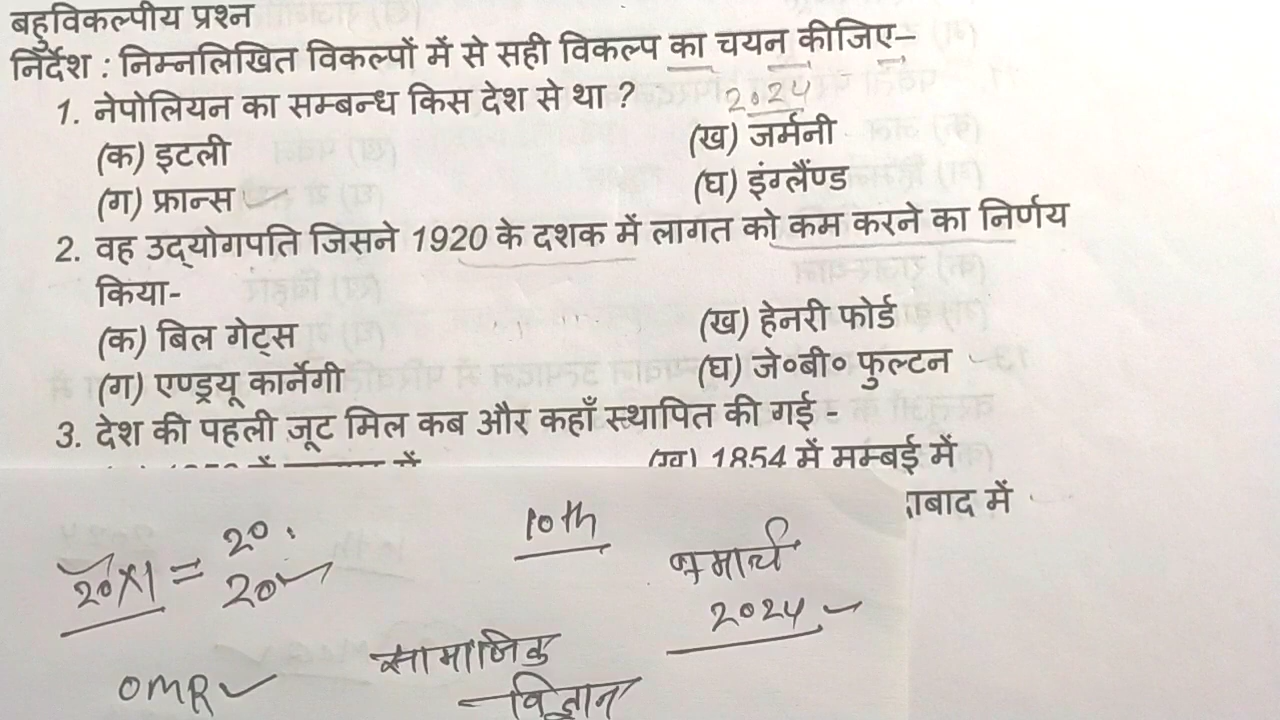 बहुविकल्पीय प्रश्न
निर्देश : निम्नलिखित विकल्पों में से सही विकल्प का चयन कीजिए-
1. नेपोलियन का सम्बन्ध किस देश से था ? 2024
(क) इटली (ख) जर्मनी
(ग) फ्रान्स (घ) इंग्लैण्ड
2. वह उद्योगपति जिसने 1920 के दशक में लागत को कम करने का निर्णय
किया-
(क) बिल गेट्स (ख) हेनरी फोर्ड
(ग) एण्ड्रयू कार्नेगी (घ) जे०बी० फुल्टन
3. देश की पहली जूट मिल कब और कहाँ स्थापित की गई -
(ख) 1854 में मुम्बई में
ाबाद में
20×1 = 20
20
10th
मार्च
2024
OMR
सामाजिक
विज्ञान